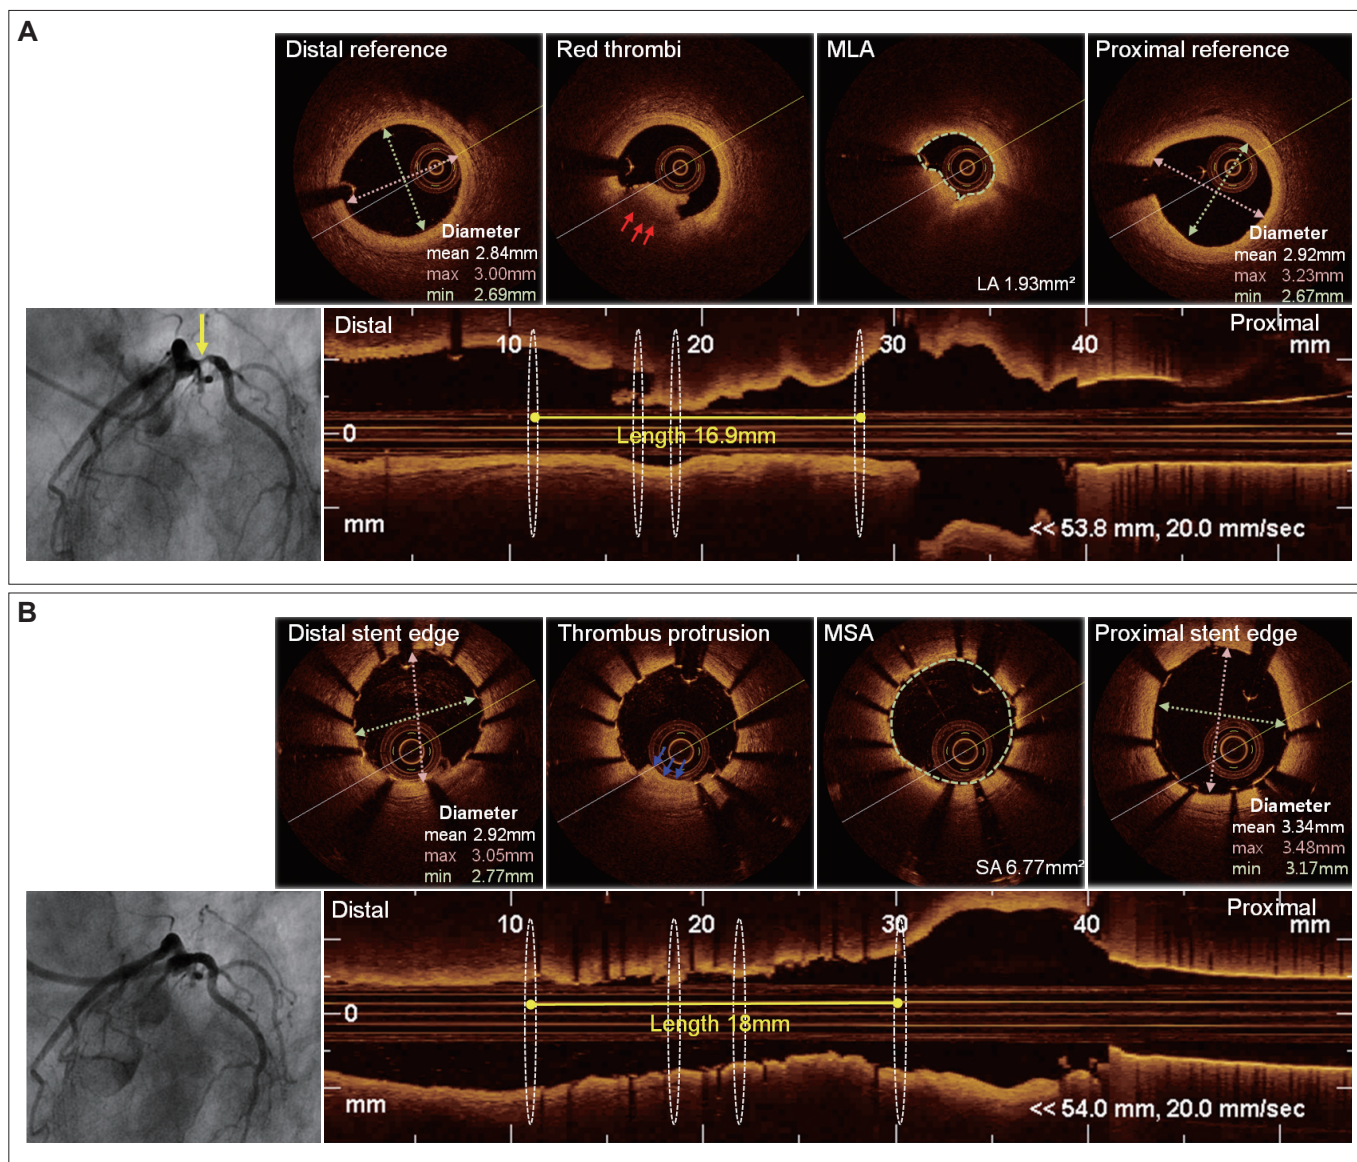 A
Distal reference
Red thrombi
MLA
Proximal reference
Diameter
mean 2.84mm
max 3.00mm
min 2.69mm
LA 1.93mm²
Diameter
mean 2.92mm
max 3.23mm
min 2.67mm
Distal
Proximal
10 20 30 40 mm
0
Length 16.9mm
mm
<< 53.8 mm, 20.0 mm/sec
B
Distal stent edge
Thrombus protrusion
MSA
Proximal stent edge
Diameter
mean 2.92mm
max 3.05mm
min 2.77mm
SA 6.77mm²
Diameter
mean 3.34mm
max 3.48mm
min 3.17mm
Distal
Proximal
10 20 30 40 mm
0
Length 18mm
mm
<< 54.0 mm, 20.0 mm/sec